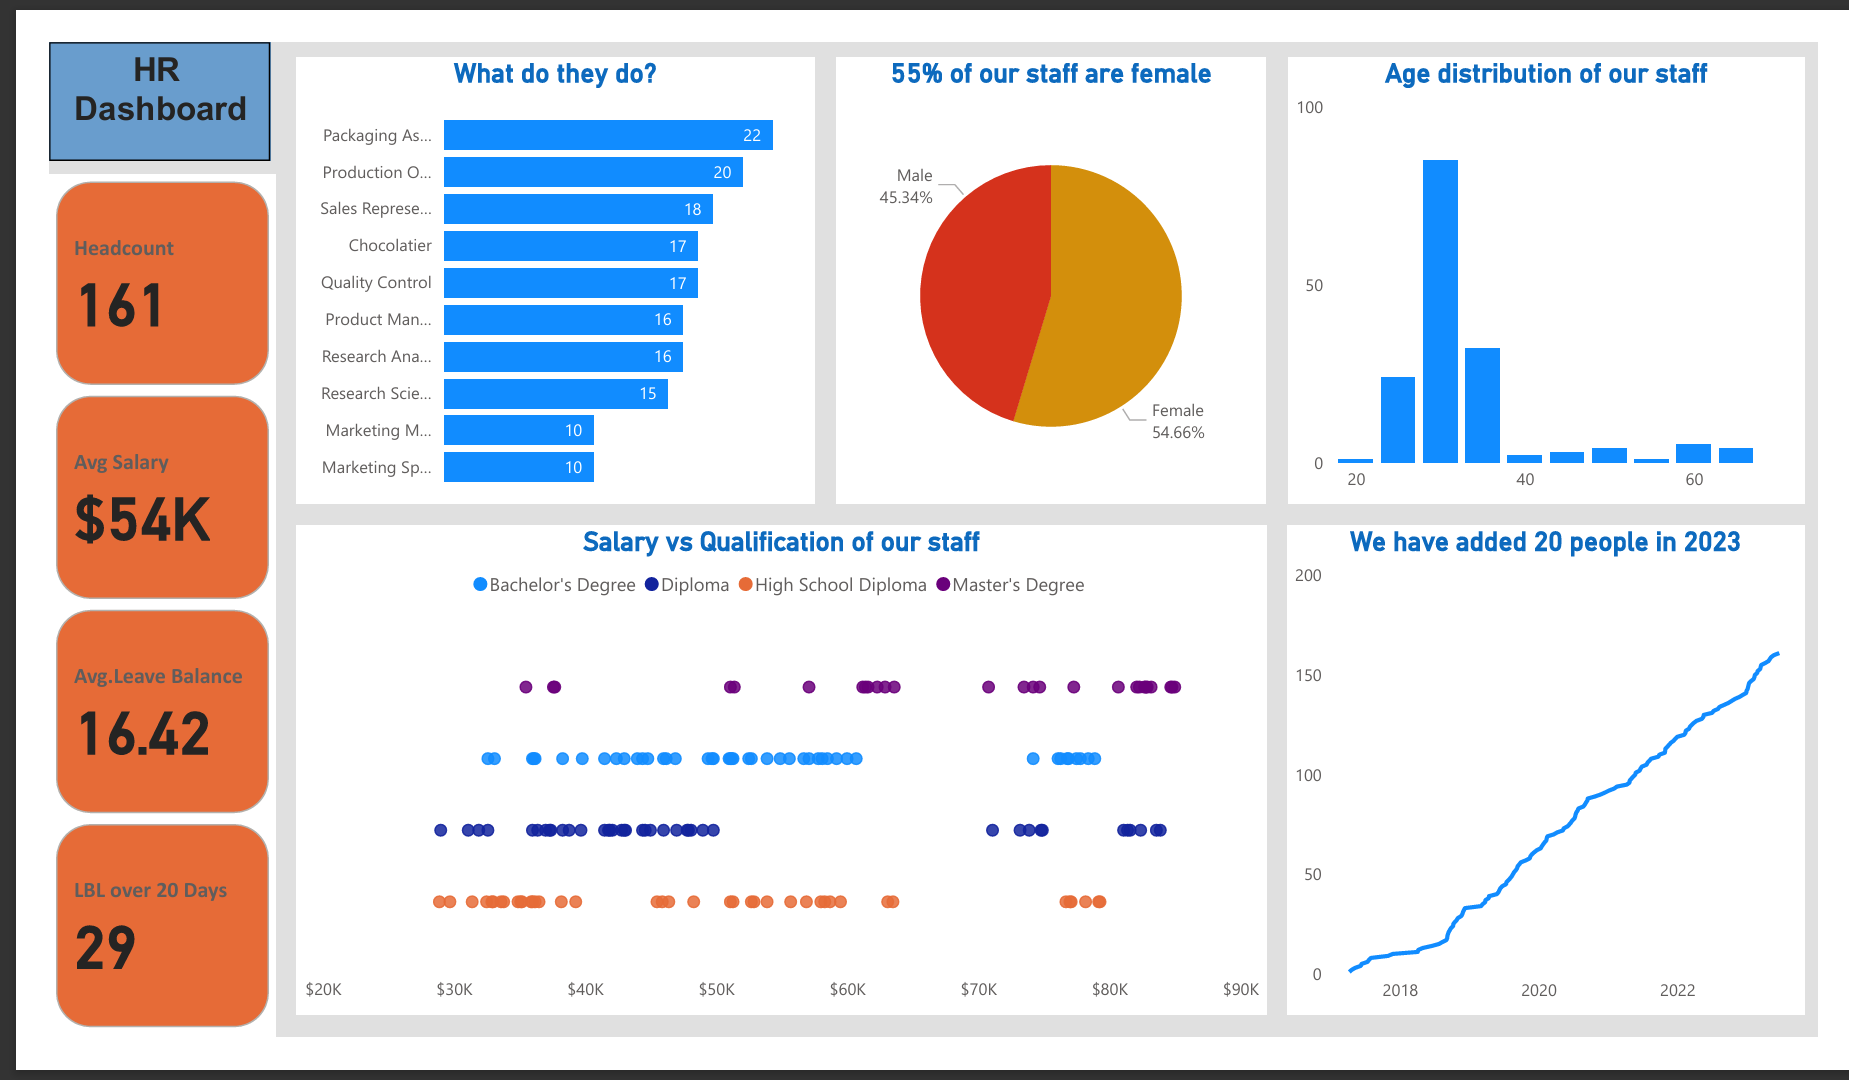 HR
Dashboard
Headcount
161
Avg Salary
$54K
Avg.Leave Balance
16.42
LBL over 20 Days
29
What do they do?
Packaging As... 22
Production O... 20
Sales Represe... 18
Chocolatier 17
Quality Control 17
Product Man... 16
Research Ana... 16
Research Scie... 15
Marketing M... 10
Marketing Sp... 10
55% of our staff are female
Male
45.34%
Female
54.66%
Age distribution of our staff
100
50
0
20 40 60
Salary vs Qualification of our staff
Bachelor's Degree Diploma High School Diploma Master's Degree
$20K $30K $40K $50K $60K $70K $80K $90K
We have added 20 people in 2023
200
150
100
50
0
2018 2020 2022